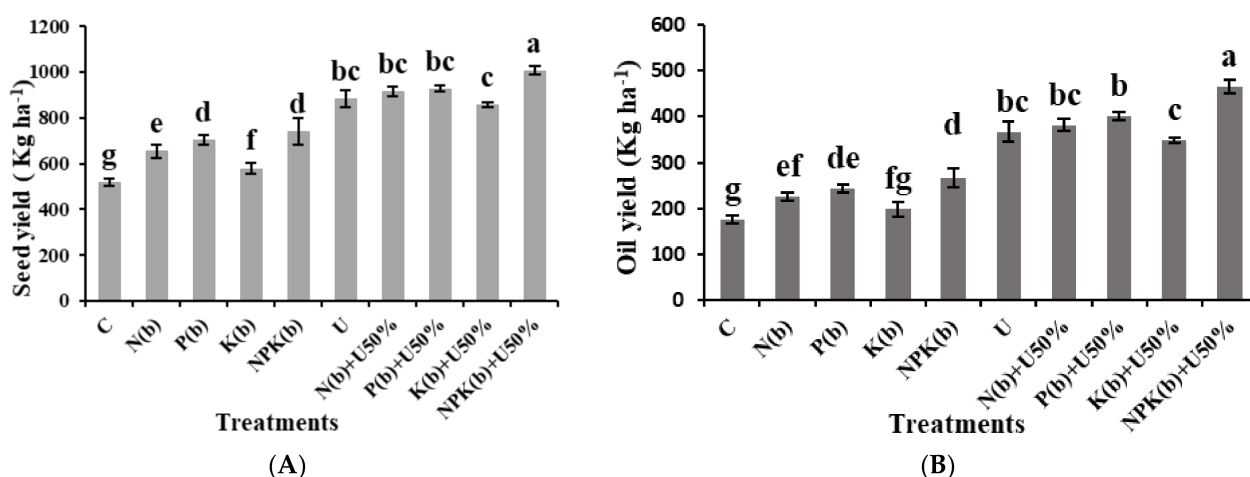 1200
1000
800
600
400
200
0
Seed yield ( Kg ha-1)
g
e
d
f
d
bc
bc
bc
c
a
C
N(b)
P(b)
K(b)
NPK(b)
U
N(b)+U50%
P(b)+U50%
K(b)+U50%
NPK(b)+U50%
Treatments
(A)
600
500
400
300
200
100
0
Oil yield (Kg ha-1)
g
ef
de
fg
d
bc
bc
b
c
a
C
N(b)
P(b)
K(b)
NPK(b)
U
N(b)+U50%
P(b)+U50%
K(b)+U50%
NPK(b)+U50%
Treatments
(B)